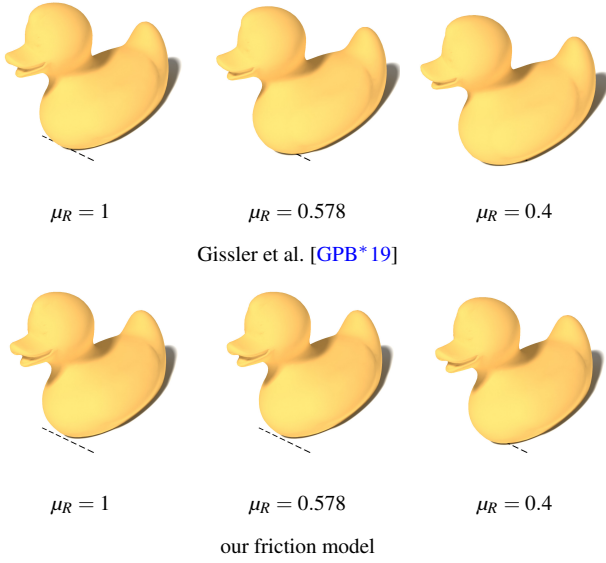 μR = 1 μR = 0.578 μR = 0.4
Gissler et al. [GPB*19]
μR = 1 μR = 0.578 μR = 0.4
our friction model